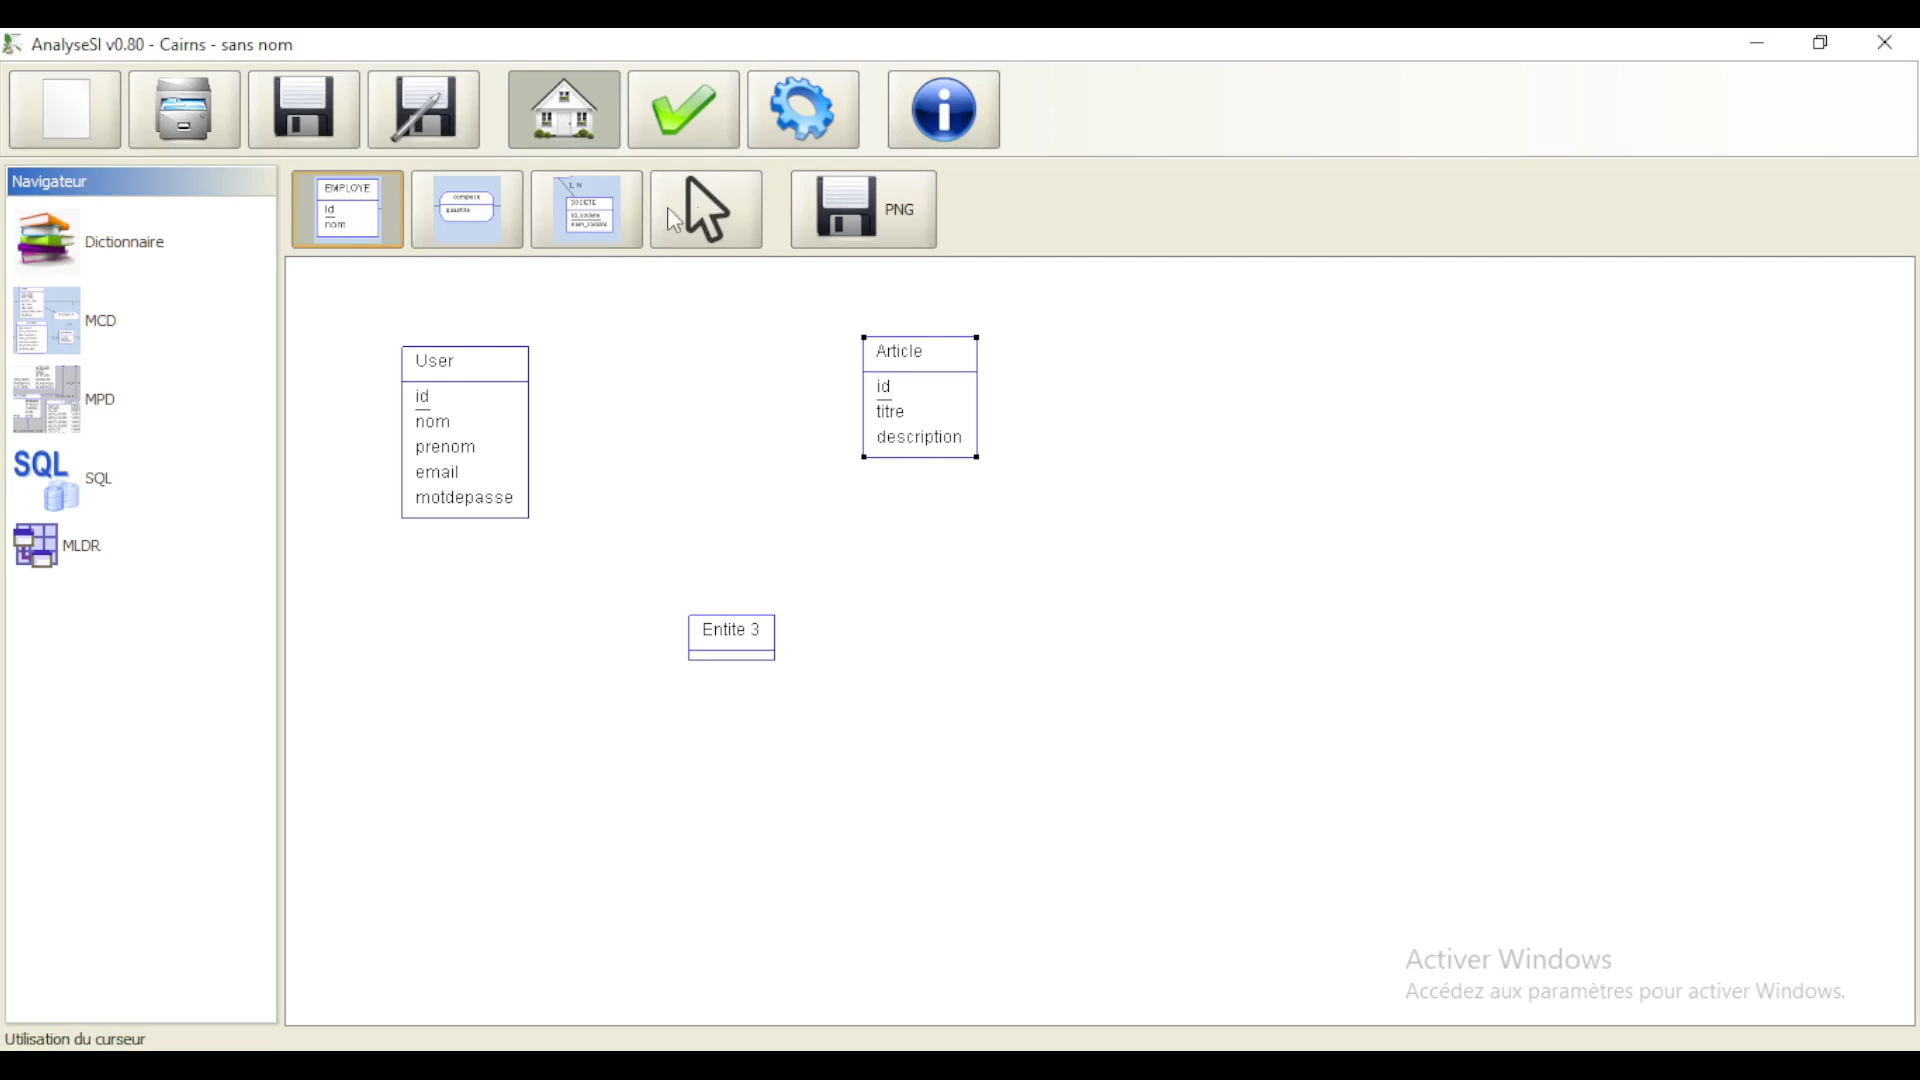 AnalyseSI v0.80 - Cairns - sans nom
EMPLOYE
id
nom
SOCIETE
PNG
Navigateur
Dictionnaire
MCD
MPD
SQL
SQL
MLDR
User
id
nom
prenom
email
motdepasse
Article
id
titre
description
Entite 3
Activer Windows
Accédez aux paramètres pour activer Windows.
Utilisation du curseur